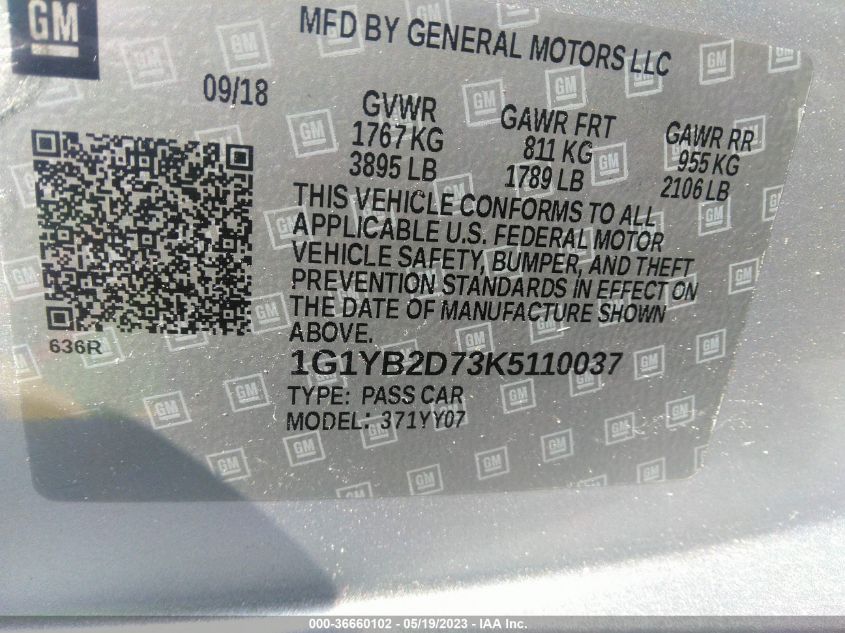 GM
MFD BY GENERAL MOTORS LLC
09/18
GVWR
1767 KG
3895 LB
GAWR FRT
811 KG
1789 LB
GAWR RR
955 KG
2106 LB
THIS VEHICLE CONFORMS TO ALL
APPLICABLE U.S. FEDERAL MOTOR
VEHICLE SAFETY, BUMPER, AND THEFT
PREVENTION STANDARDS IN EFFECT ON
THE DATE OF MANUFACTURE SHOWN
ABOVE.
636R
1G1YB2D73K5110037
TYPE: PASS CAR
MODEL: 371YY07
000-36660102 - 05/19/2023 - IAA Inc.